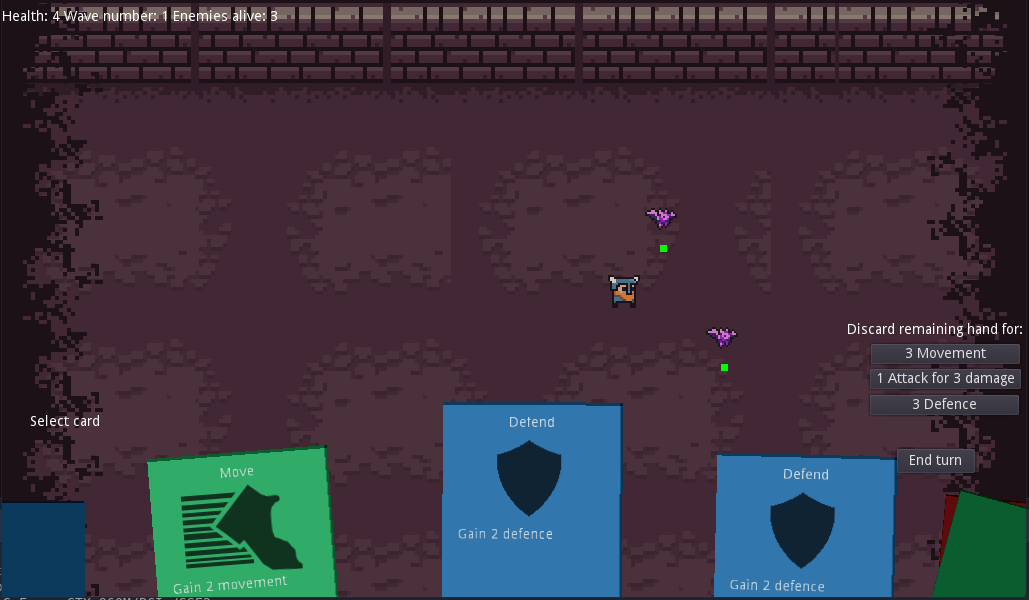 Health: 4 Wave number: 1 Enemies alive: 3
Discard remaining hand for:
3 Movement
1 Attack for 3 damage
3 Defence
Select card
End turn
Move
Gain 2 movement
Defend
Gain 2 defence
Defend
Gain 2 defence